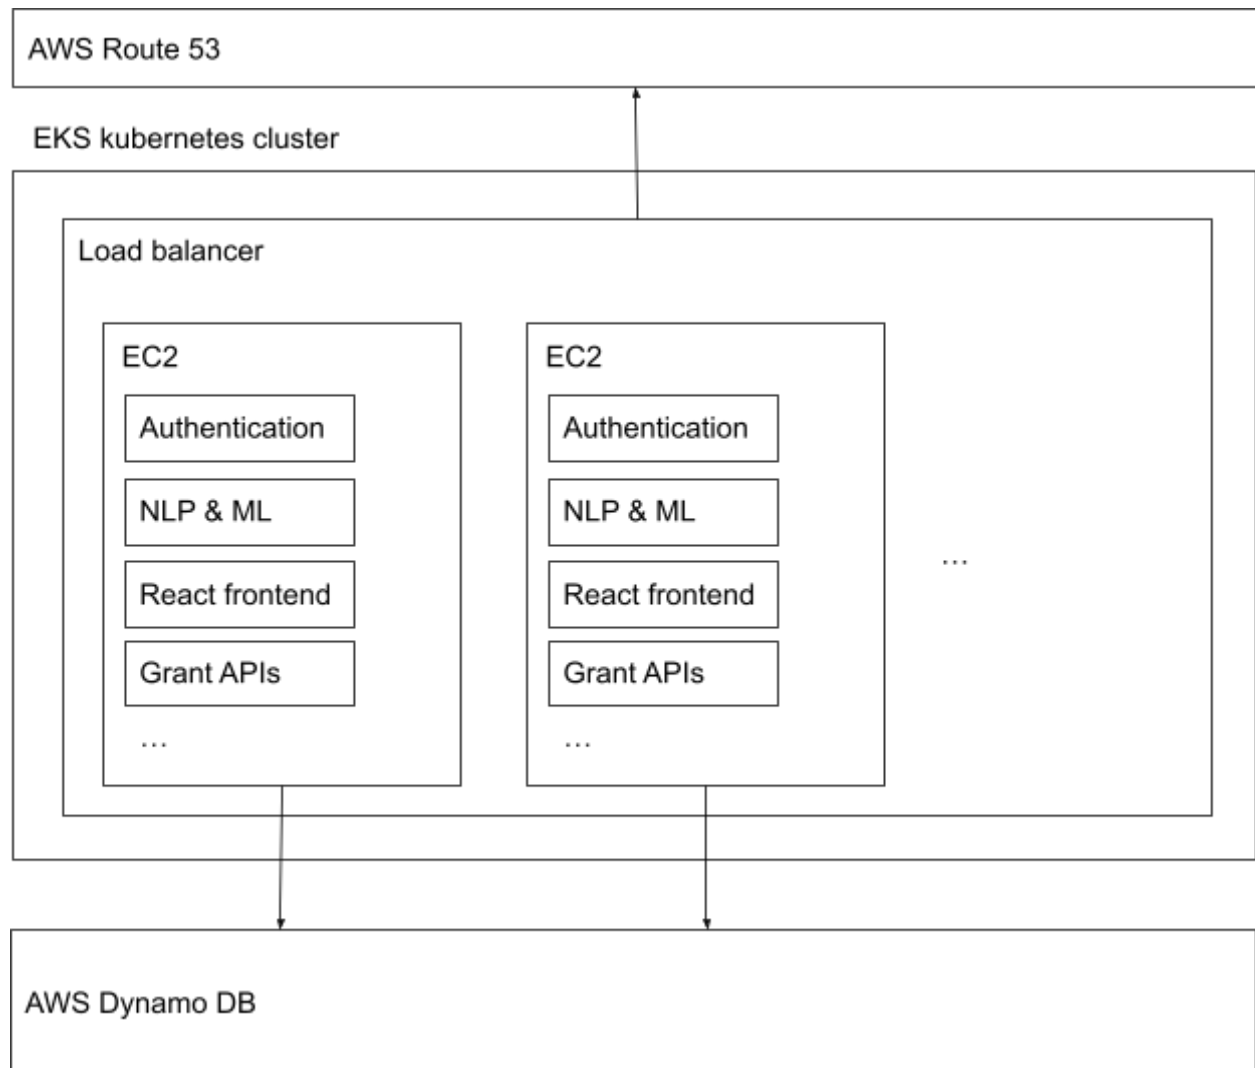 AWS Route 53
EKS kubernetes cluster
Load balancer
EC2
Authentication
NLP & ML
React frontend
Grant APIs
...
EC2
Authentication
NLP & ML
React frontend
Grant APIs
...
...
AWS Dynamo DB